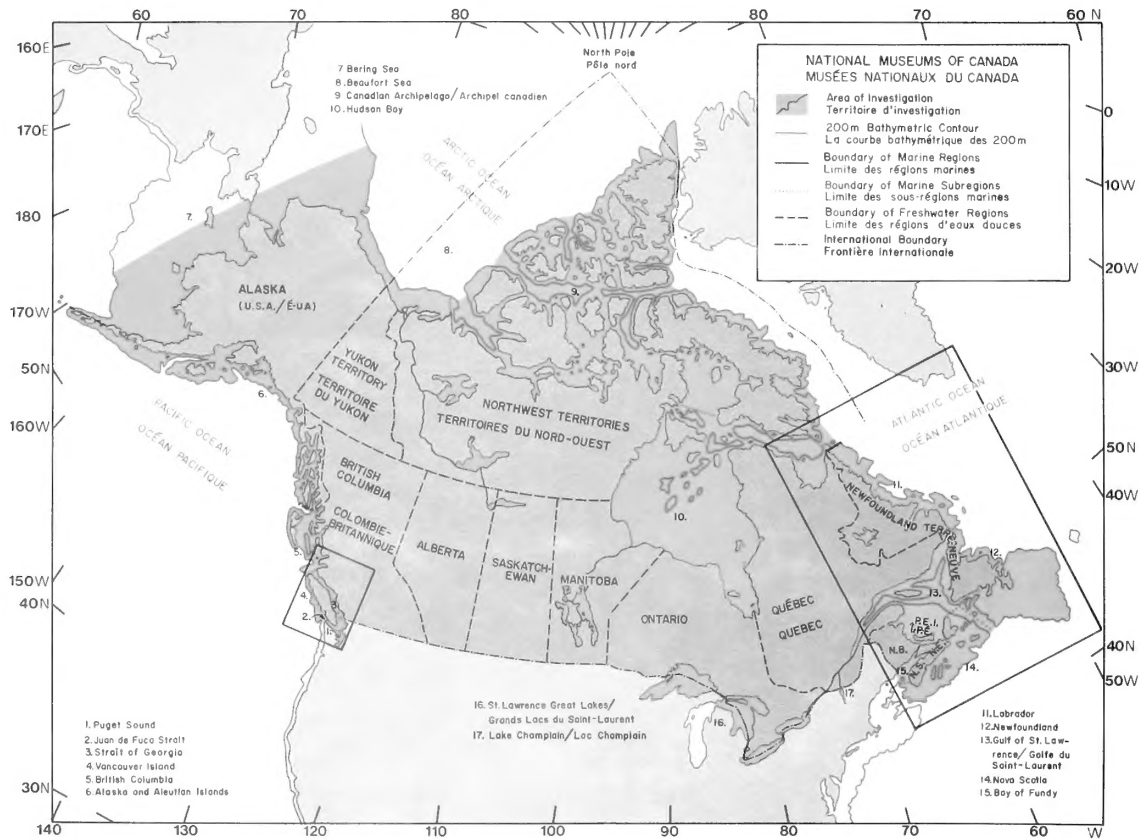 60
70
80
80
70
60 N
160E
170E
180
170W
50N
160W
150W
40N
30N
0
10W
20W
30W
50N
40W
40N
50W
140
130
120
110
100
90
80
70
W
North Pole
Pôle nord
7 Bering Sea
8. Beaufort Sea
9 Canadian Archipelago/Archipel canadien
10. Hudson Bay
NATIONAL MUSEUMS OF CANADA
MUSÉES NATIONAUX DU CANADA
Area of Investigation
Territoire d'investigation
200m Bathymetric Contour
La courbe bathymétrique des 200m
Boundary of Marine Regions
Limite des régions marines
Boundary of Marine Subregions
Limite des sous-régions marines
Boundary of Freshwater Regions
Limite des régions d'eaux douces
International Boundary
Frontière Internationale
ARCTIC OCEAN
OCÉAN ARCTIQUE
7.
8.
9.
ALASKA
(U.S.A./É-UA)
6.
YUKON
TERRITORY
TERRITOIRE
DU YUKON
NORTHWEST TERRITORIES
TERRITOIRES DU NORD-OUEST
PACIFIC OCEAN
OCÉAN PACIFIQUE
ATLANTIC OCEAN
OCÉAN ATLANTIQUE
BRITISH
COLUMBIA
COLOMBIE-
BRITANNIQUE
ALBERTA
SASKATCH-
EWAN
MANITOBA
ONTARIO
QUÉBEC
QUEBEC
NEWFOUNDLAND TERRE
NEUVE
10.
11.
12.
13.
P.E.I.
Î.P.É.
N.B.
N.S.
N.É.
14.
15.
16.
17.
5.
4.
3.
2.
1.
1. Puget Sound
2. Juan de Fuca Strait
3. Strait of Georgia
4. Vancouver Island
5. British Columbia
6. Alaska and Aleutian Islands
16. St. Lawrence Great Lakes/
Grands Lacs du Saint-Laurent
17. Lake Champlain/Lac Champlain
11. Labrador
12. Newfoundland
13. Gulf of St. Law-
rence/Golfe du
Saint-Laurent
14. Nova Scotia
15. Bay of Fundy